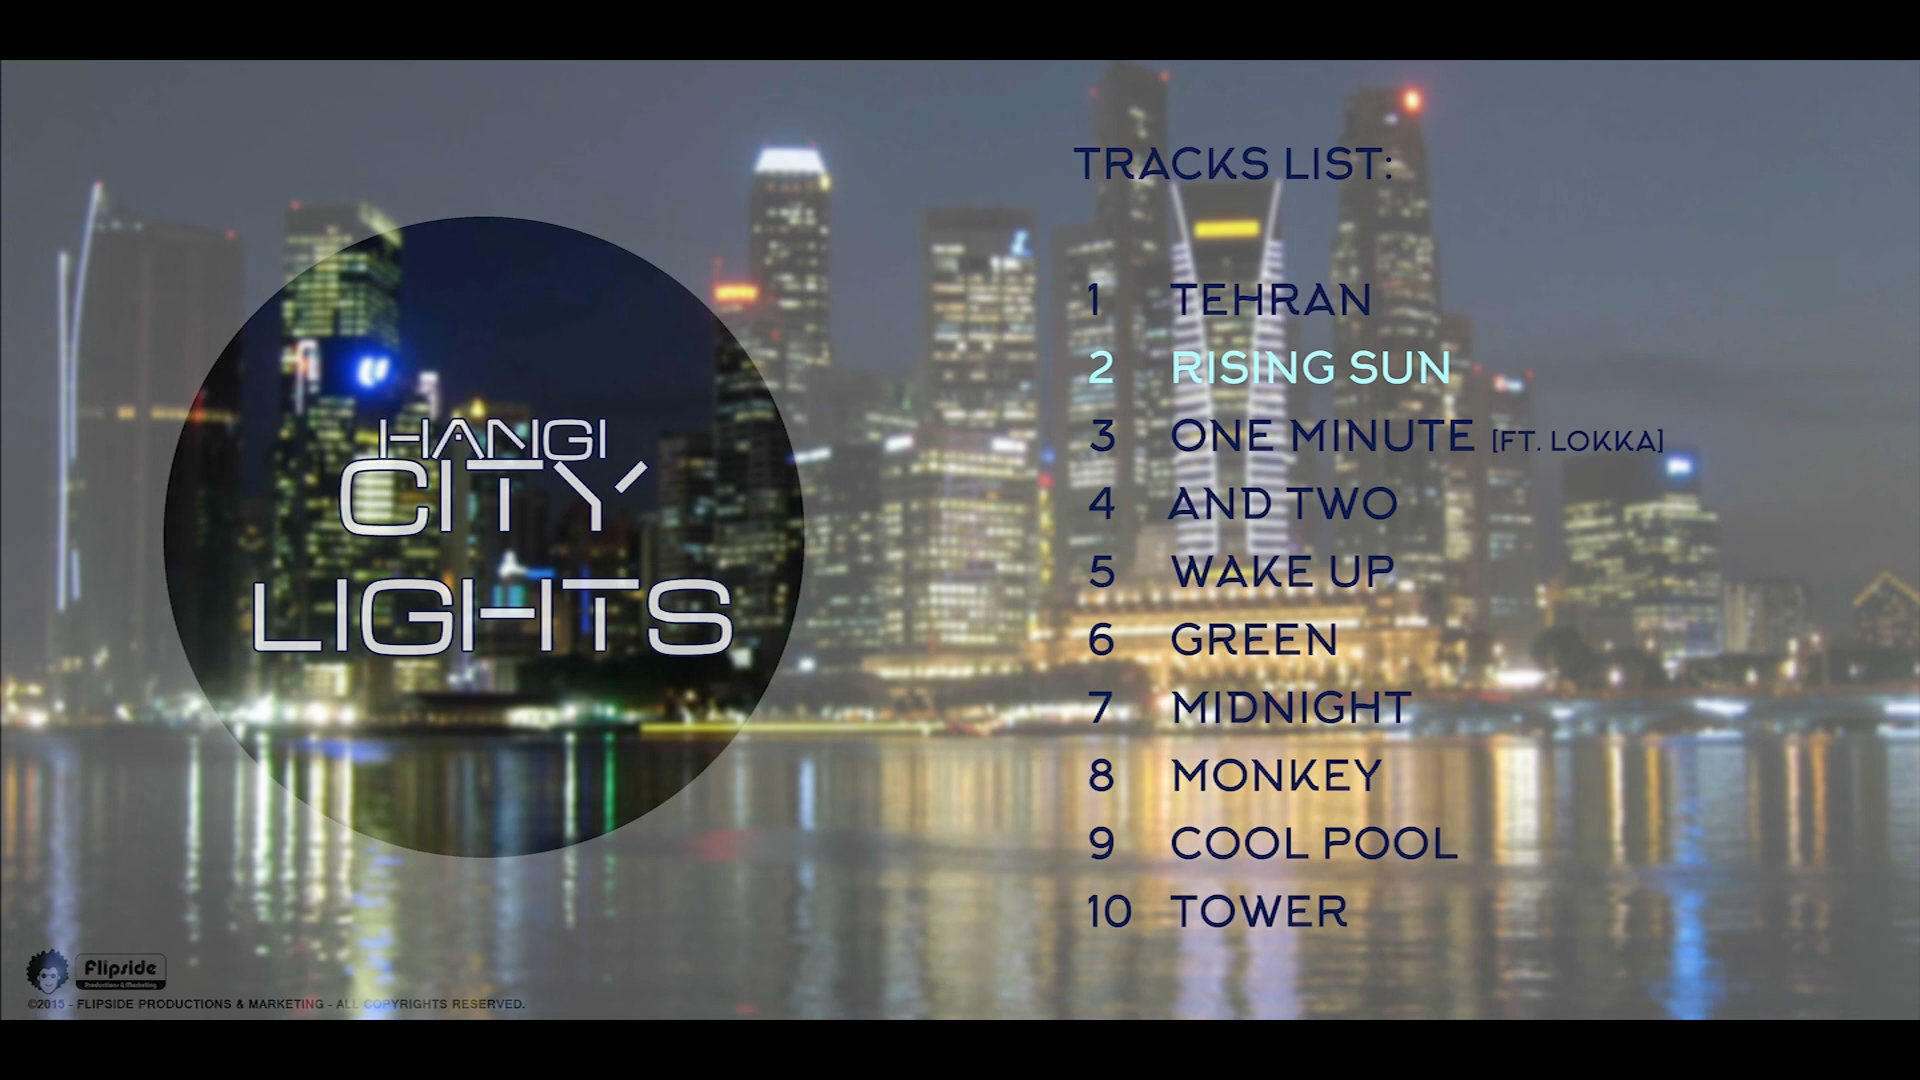 HANGI
CITY
LIGHTS
TRACKS LIST:
1 TEHRAN
2 RISING SUN
3 ONE MINUTE [FT. LOKKA]
4 AND TWO
5 WAKE UP
6 GREEN
7 MIDNIGHT
8 MONKEY
9 COOL POOL
10 TOWER
Flipside
Productions & Marketing
©2015 - FLIPSIDE PRODUCTIONS & MARKETING - ALL COPYRIGHTS RESERVED.